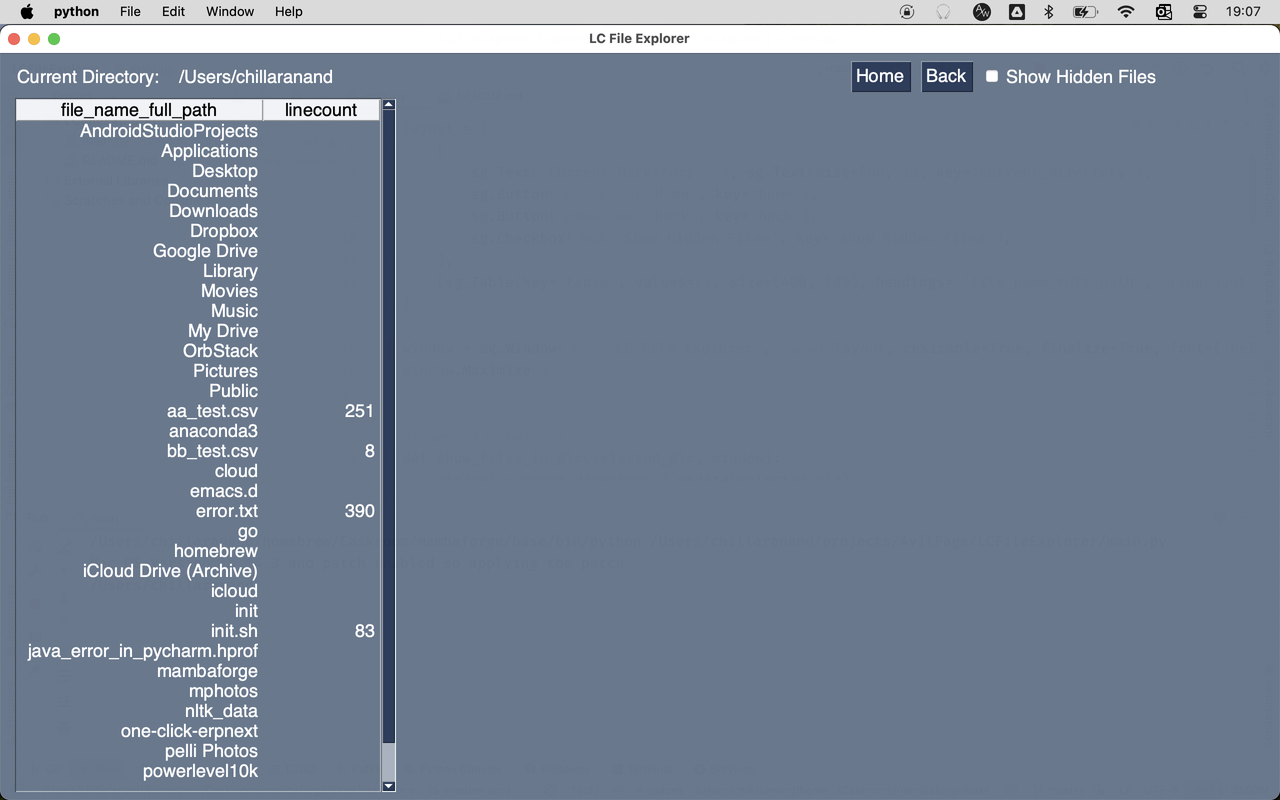 python File Edit Window Help 19:07
LC File Explorer
Current Directory: /Users/chillaranand Home Back Show Hidden Files
file_name_full_path linecount
AndroidStudioProjects
Applications
Desktop
Documents
Downloads
Dropbox
Google Drive
Library
Movies
Music
My Drive
OrbStack
Pictures
Public
aa_test.csv 251
anaconda3
bb_test.csv 8
cloud
emacs.d
error.txt 390
go
homebrew
iCloud Drive (Archive)
icloud
init
init.sh 83
java_error_in_pycharm.hprof
mambaforge
mphotos
nltk_data
one-click-erpnext
pelli Photos
powerlevel10k